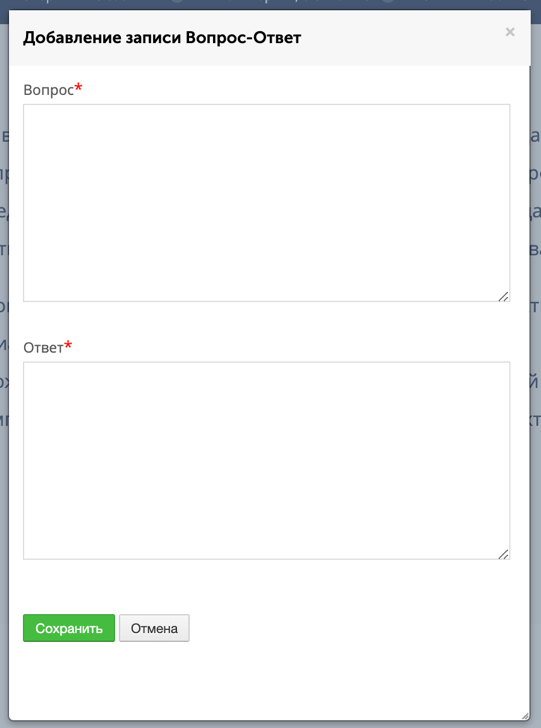 Добавление записи Вопрос-Ответ
×
Вопрос*
Ответ*
Сохранить Отмена